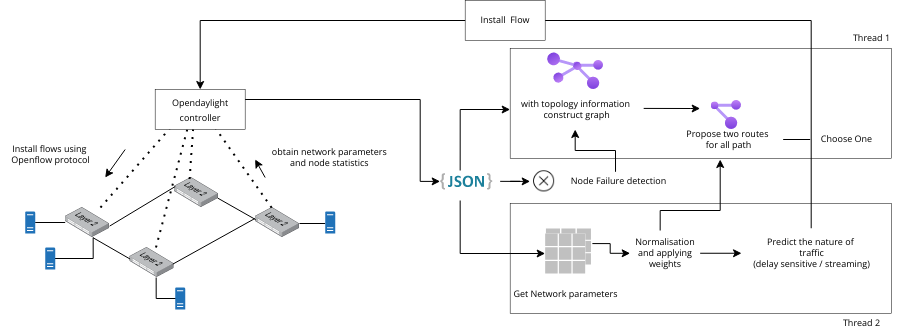 Install Flow
Thread 1
Opendaylight
controller
with topology information
construct graph
Propose two routes
for all path
Choose One
Install flows using
Openflow protocol
obtain network parameters
and node statistics
{JSON}
Node Failure detection
Layer 2
Layer 2
Layer 2
Layer 2
Normalisation
and applying
weights
Predict the nature of
traffic
(delay sensitive / streaming)
Get Network parameters
Thread 2